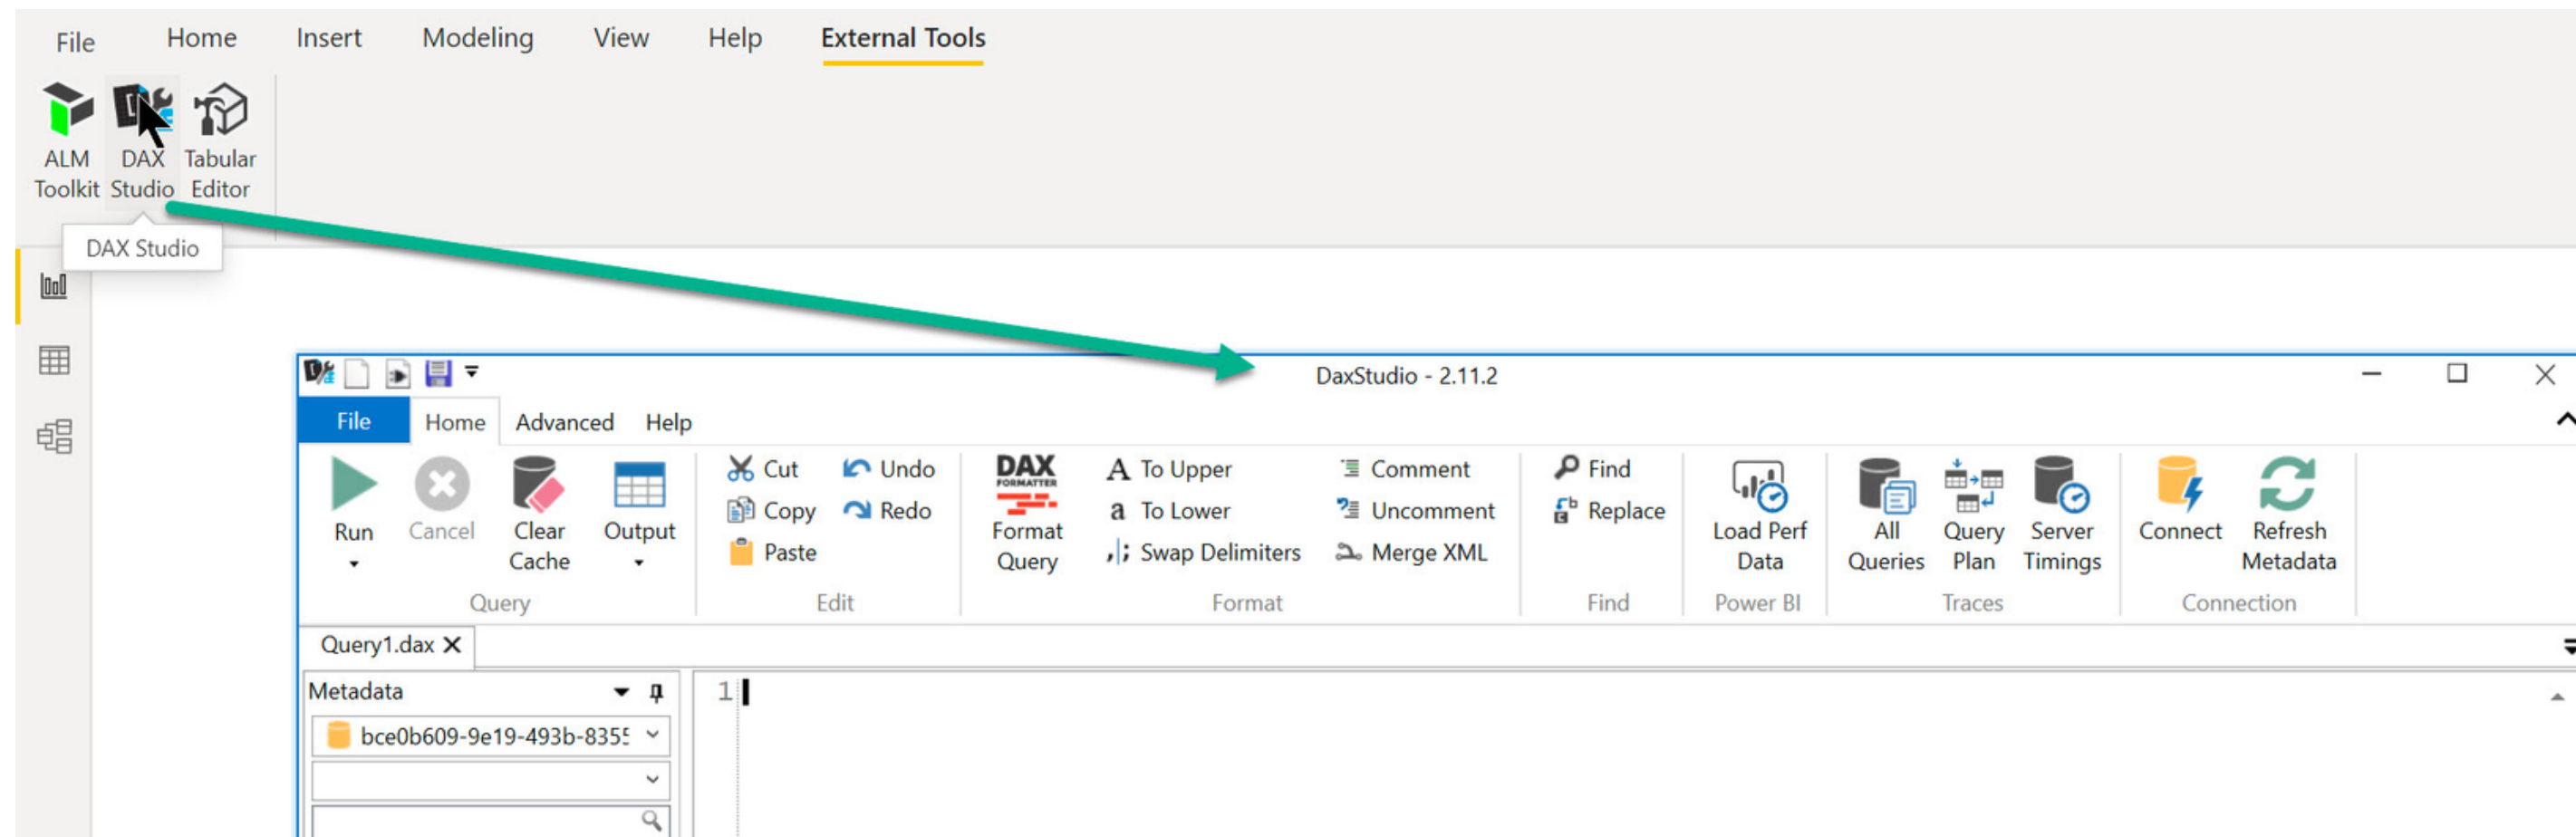 File Home Insert Modeling View Help External Tools
ALM Toolkit
DAX Studio
Tabular Editor
DAX Studio
DaxStudio - 2.11.2
File Home Advanced Help
Run
Cancel
Clear Cache
Output
Query
Cut
Copy
Paste
Undo
Redo
Edit
DAX
FORMATTER
Format Query
A To Upper
a To Lower
Swap Delimiters
Comment
Uncomment
Merge XML
Format
Find
Replace
Find
Load Perf Data
Power BI
All Queries
Query Plan
Server Timings
Traces
Connect
Refresh Metadata
Connection
Query1.dax
Metadata
bce0b609-9e19-493b-8355
1